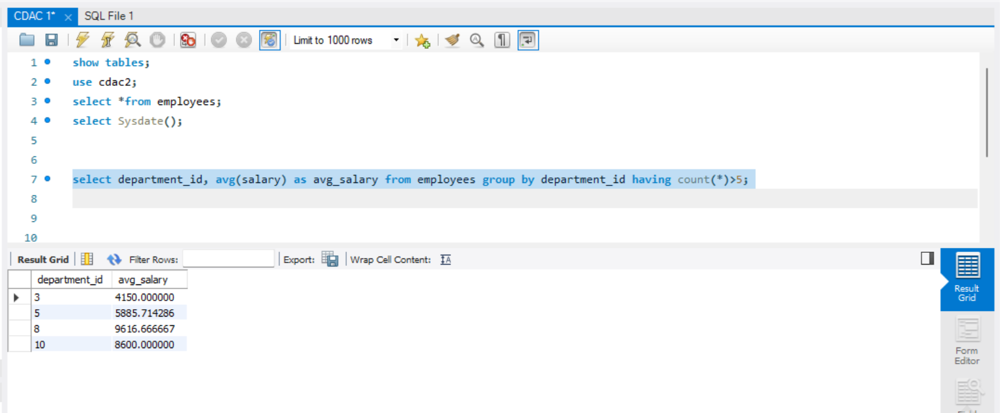 CDAC 1* × SQL File 1
Limit to 1000 rows
1 show tables;
2 use cdac2;
3 select *from employees;
4 select Sysdate();
5
6
7 select department_id, avg(salary) as avg_salary from employees group by department_id having count(*)>5;
8
9
10
Result Grid Filter Rows: Export: Wrap Cell Content:
department_id avg_salary
3 4150.000000
5 5885.714286
8 9616.666667
10 8600.000000
Result
Grid
Form
Editor